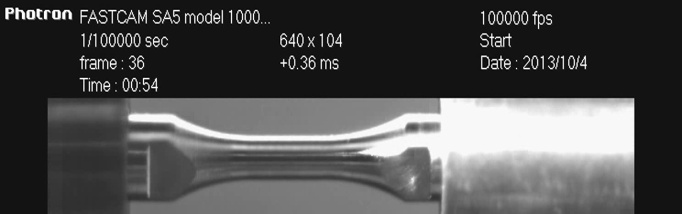 Photron FASTCAM SA5 model 1000... 100000 fps
1/100000 sec 640 x 104 Start
frame : 36 +0.36 ms Date : 2013/10/4
Time : 00:54